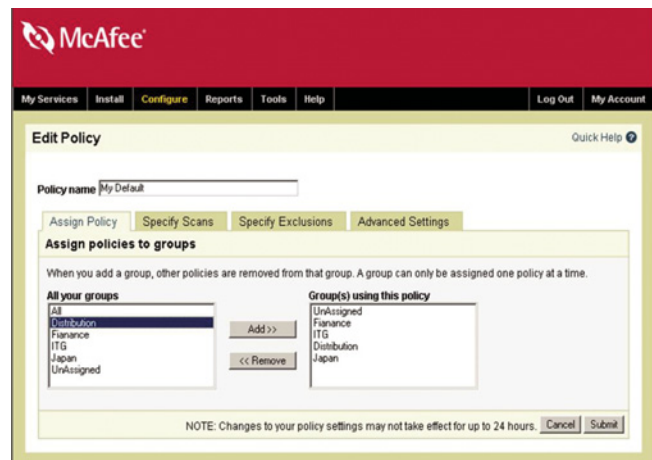 McAfee®
My Services Install Configure Reports Tools Help Log Out My Account
Edit Policy Quick Help ?
Policy name My Default
Assign Policy Specify Scans Specify Exclusions Advanced Settings
Assign policies to groups
When you add a group, other policies are removed from that group. A group can only be assigned one policy at a time.
All your groups
All
Distribution
Fianance
ITG
Japan
UnAssigned
Add >>
<< Remove
Group(s) using this policy
UnAssigned
Fianance
ITG
Distribution
Japan
NOTE: Changes to your policy settings may not take effect for up to 24 hours. Cancel Submit